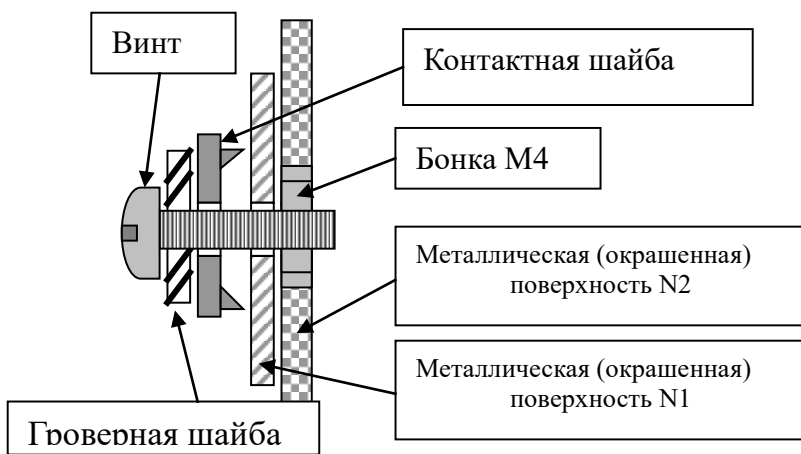 Винт
Контактная шайба
Бонка М4
Металлическая (окрашенная)
поверхность N2
Металлическая (окрашенная)
поверхность N1
Гроверная шайба